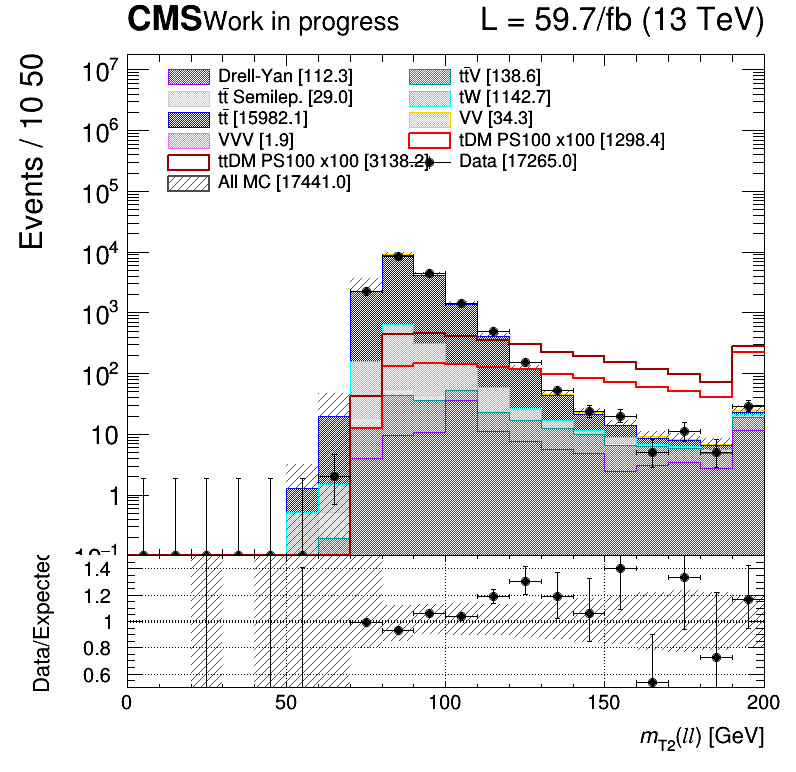 CMS Work in progress L = 59.7/fb (13 TeV)
Events / 10 50
10⁷
10⁶
10⁵
10⁴
10³
10²
10
1
10⁻¹
Drell-Yan [112.3] tt̄V [138.6]
tt̄ Semilep. [29.0] tW [1142.7]
tt̄ [15982.1] VV [34.3]
VVV [1.9] tDM PS100 x100 [1298.4]
ttDM PS100 x100 [3138.2] Data [17265.0]
All MC [17441.0]
Data/Expected
1.4
1.2
1
0.8
0.6
0 50 100 150 200
m_T2(ll) [GeV]